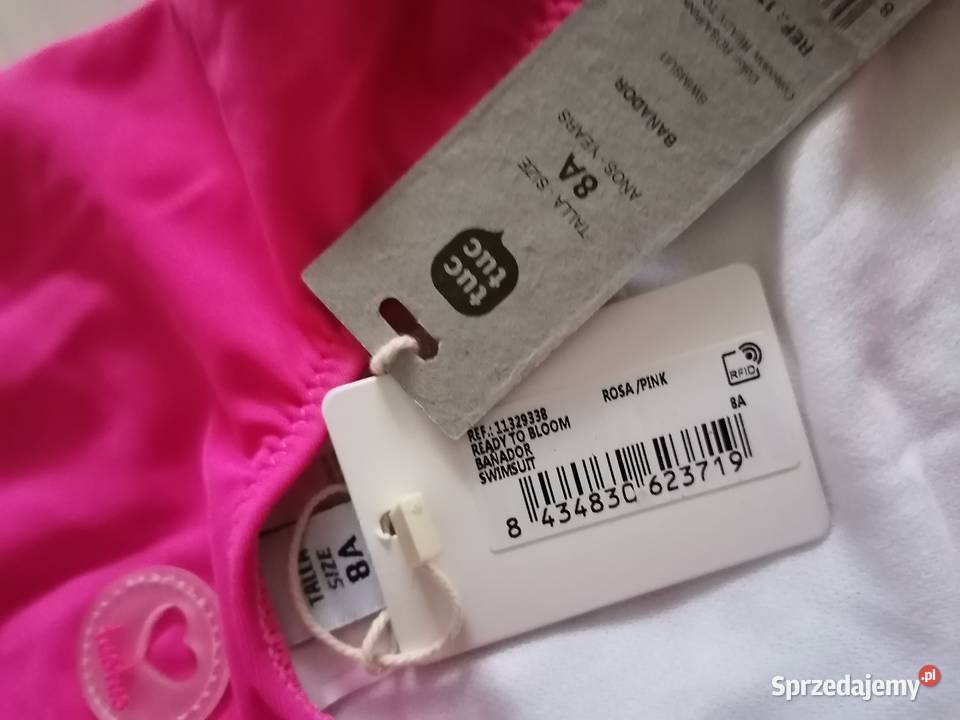 tuc
tuc
TALLA · SIZE
8A
AÑOS · YEARS
BAÑADOR
SWIMSUIT
REF.: 11329338
READY TO BLOOM
BAÑADOR
SWIMSUIT
ROSA /PINK
RFID
8A
8 434830 623719
TALLA
SIZE
8A
Sprzedajemy.pl